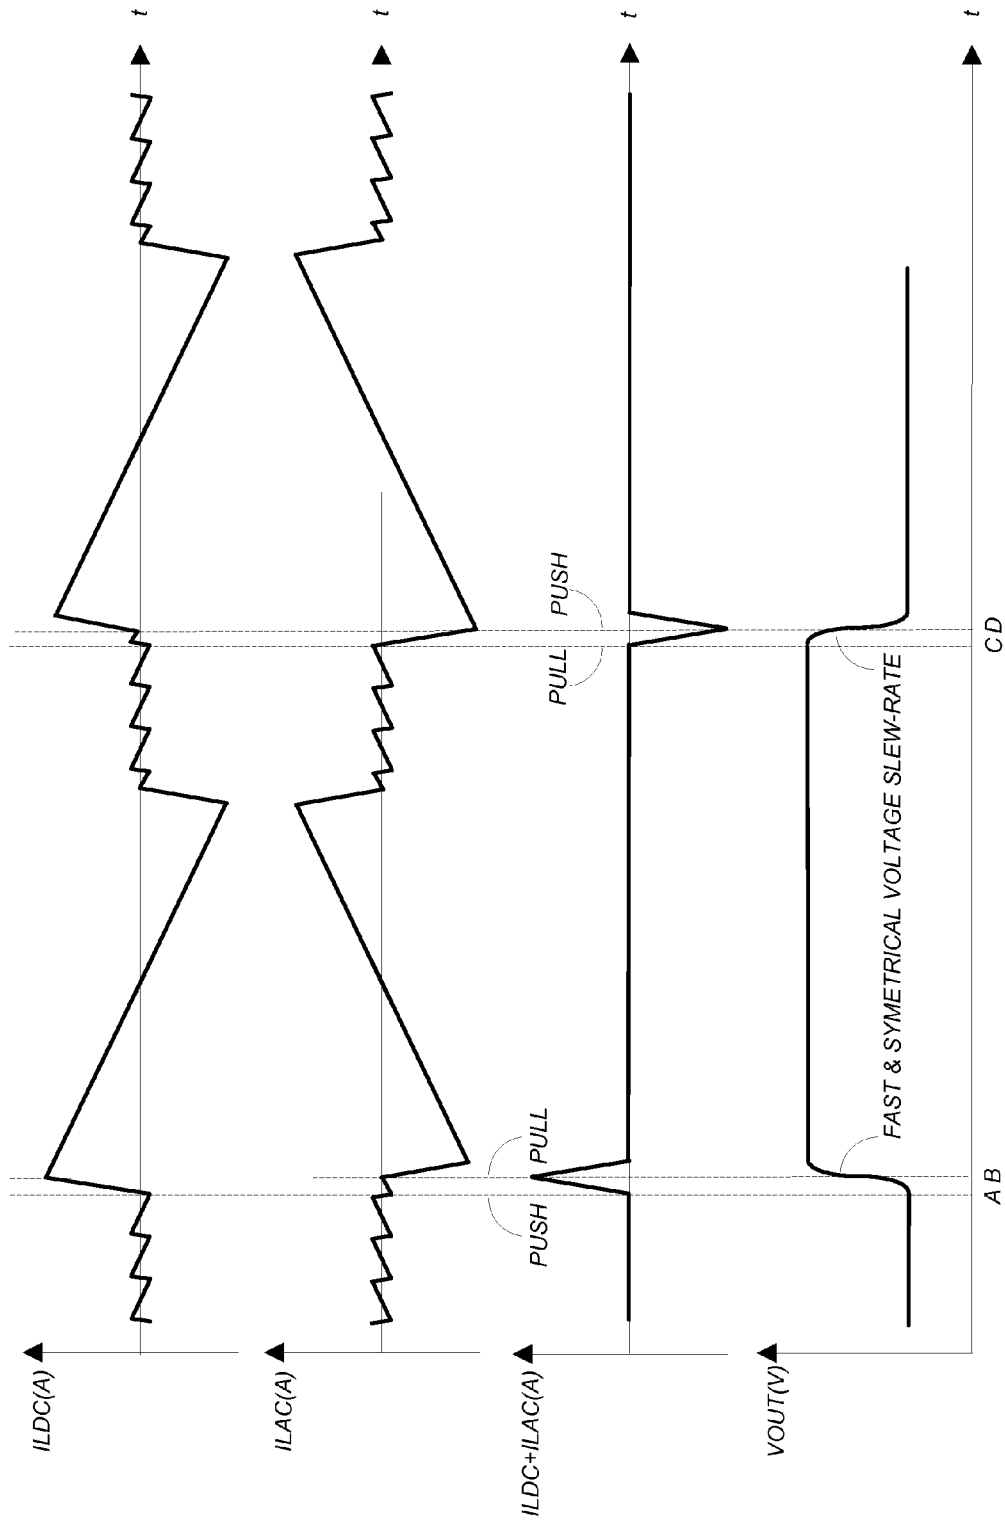 ILDC(A)
t
ILAC(A)
t
ILDC+ILAC(A)
PUSH
PULL
PULL
PUSH
t
VOUT(V)
FAST & SYMETRICAL VOLTAGE SLEW-RATE
t
A B
C D